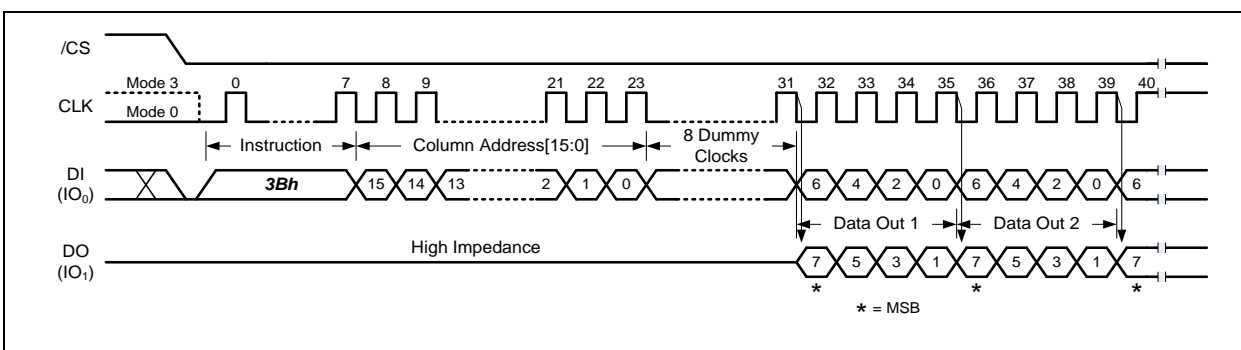 /CS
Mode 3 0 7 8 9 21 22 23 31 32 33 34 35 36 37 38 39 40
CLK
Mode 0
Instruction Column Address[15:0] 8 Dummy
Clocks
DI
(IO0) 3Bh 15 14 13 2 1 0 6 4 2 0 6 4 2 0 6
Data Out 1 Data Out 2
DO
(IO1) High Impedance 7 5 3 1 7 5 3 1 7
* * *
* = MSB